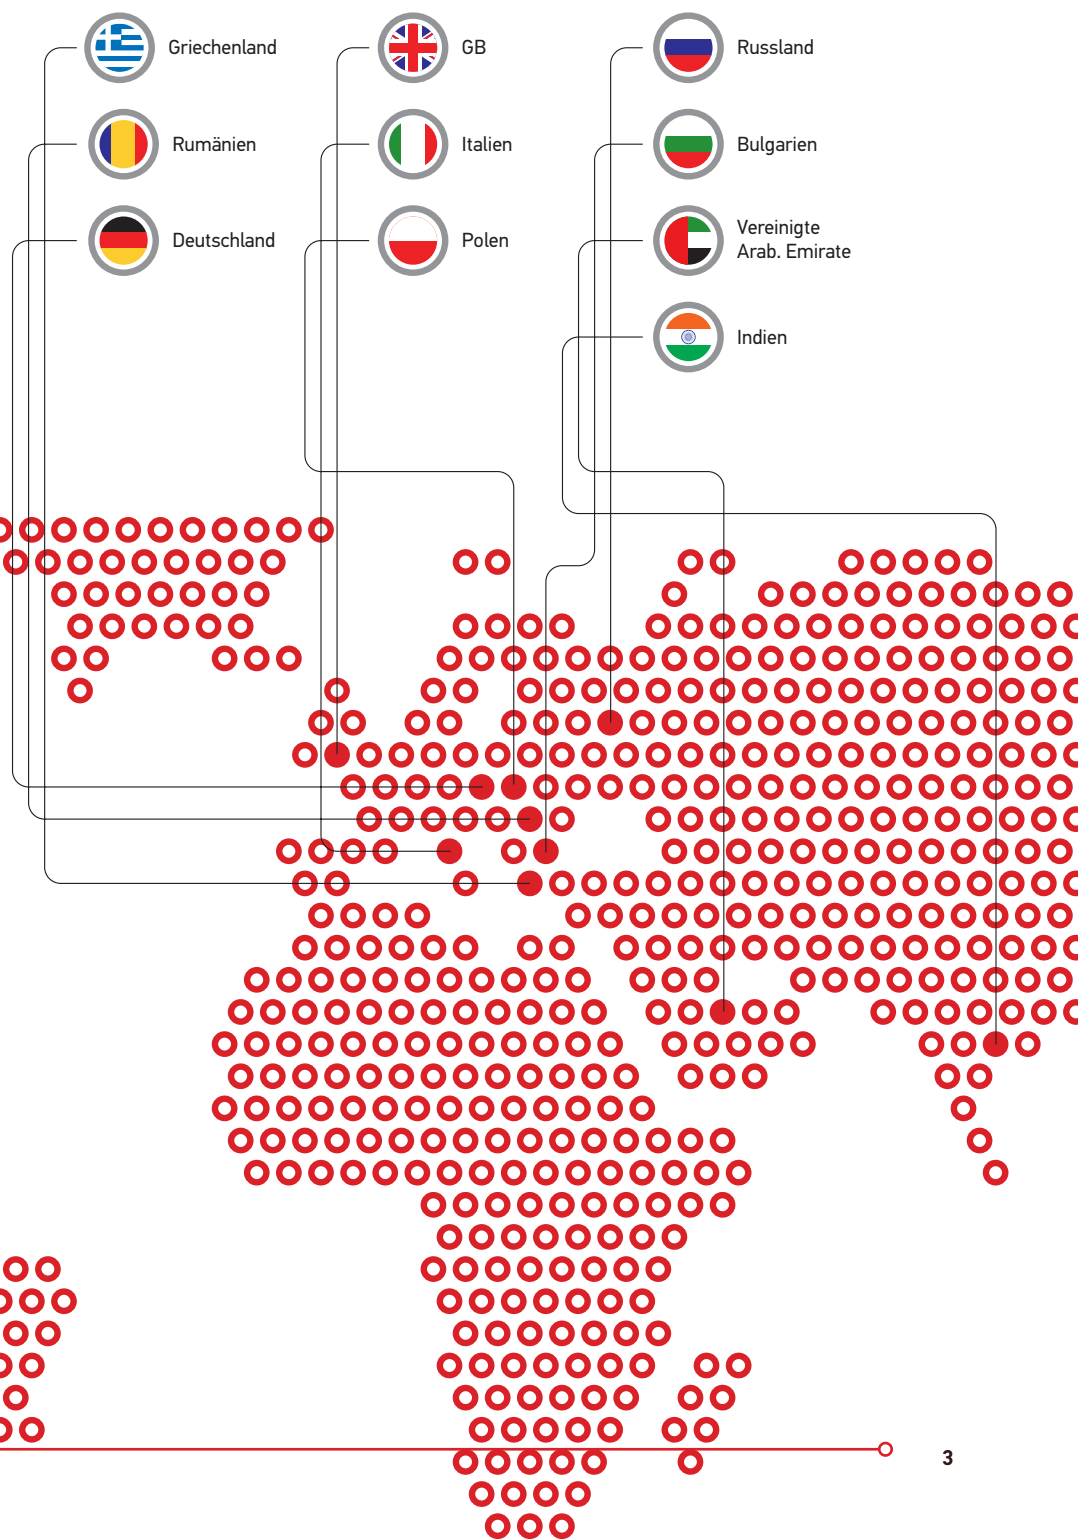 Griechenland
Rumänien
Deutschland
GB
Italien
Polen
Russland
Bulgarien
Vereinigte
Arab. Emirate
Indien
3